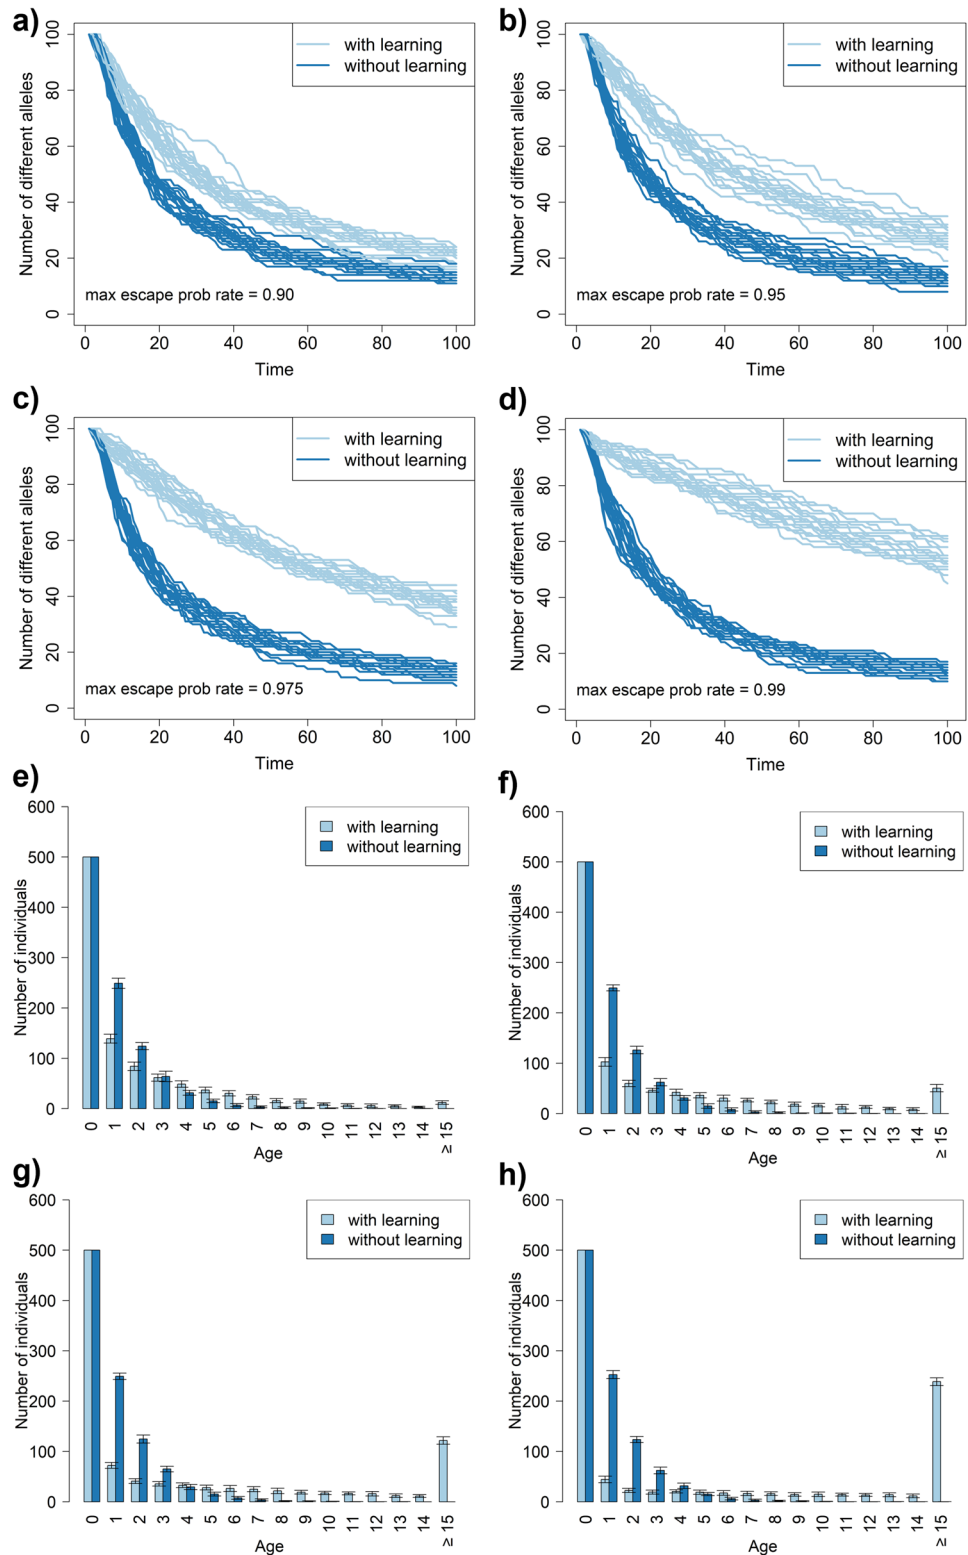 a)
with learning
without learning
Number of different alleles
100
80
60
40
20
0
max escape prob rate = 0.90
0 20 40 60 80 100
Time
b)
with learning
without learning
Number of different alleles
100
80
60
40
20
0
max escape prob rate = 0.95
0 20 40 60 80 100
Time
c)
with learning
without learning
Number of different alleles
100
80
60
40
20
0
max escape prob rate = 0.975
0 20 40 60 80 100
Time
d)
with learning
without learning
Number of different alleles
100
80
60
40
20
0
max escape prob rate = 0.99
0 20 40 60 80 100
Time
e)
with learning
without learning
Number of individuals
600
500
400
300
200
100
0
0 1 2 3 4 5 6 7 8 9 10 11 12 13 14 ≥ 15
Age
f)
with learning
without learning
Number of individuals
600
500
400
300
200
100
0
0 1 2 3 4 5 6 7 8 9 10 11 12 13 14 ≥ 15
Age
g)
with learning
without learning
Number of individuals
600
500
400
300
200
100
0
0 1 2 3 4 5 6 7 8 9 10 11 12 13 14 ≥ 15
Age
h)
with learning
without learning
Number of individuals
600
500
400
300
200
100
0
0 1 2 3 4 5 6 7 8 9 10 11 12 13 14 ≥ 15
Age